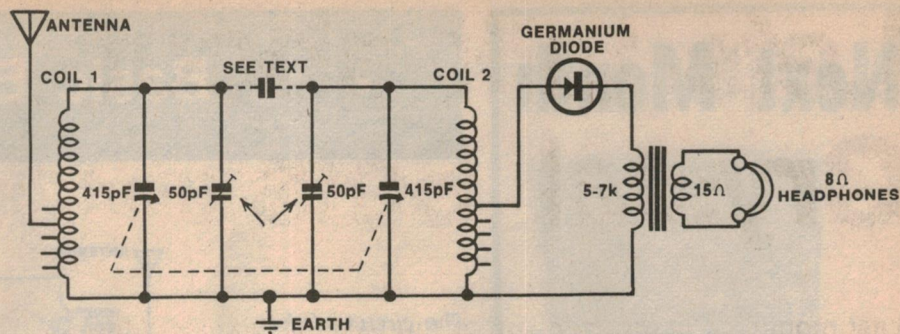 ANTENNA
GERMANIUM
DIODE
COIL 1
SEE TEXT
COIL 2
415pF
50pF
50pF
415pF
5-7k
15Ω
8Ω
HEADPHONES
EARTH